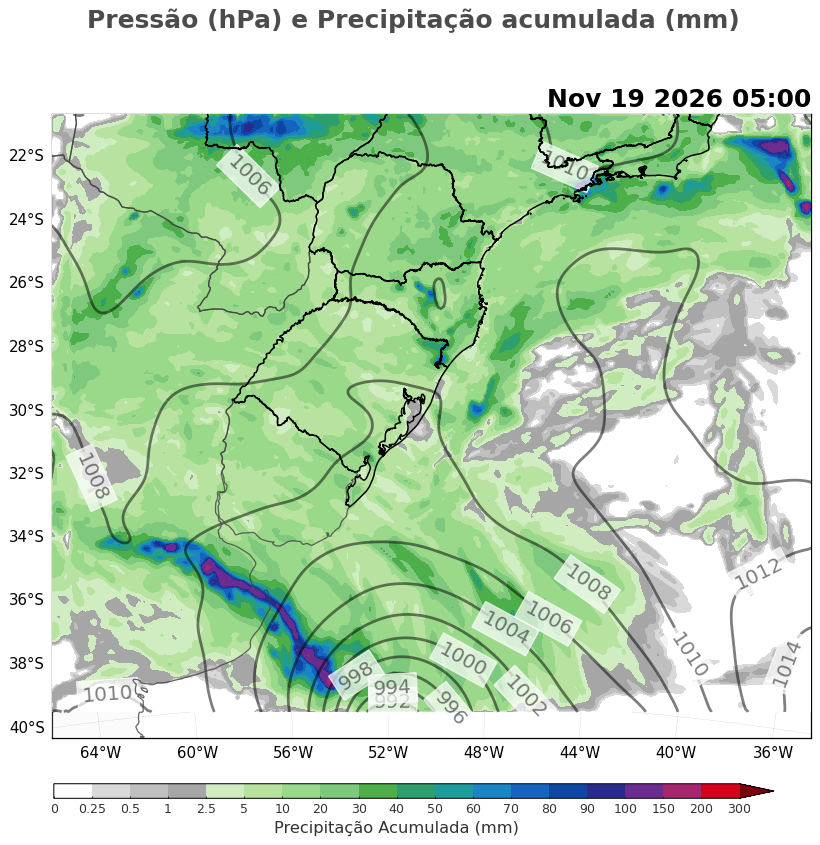 Pressão (hPa) e Precipitação acumulada (mm)
Nov 19 2026 05:00
22°S
24°S
26°S
28°S
30°S
32°S
34°S
36°S
38°S
40°S
1006
1010
1008
1008
1006
1004
1012
1010
1014
1000
998
1002
994
992
996
1010
64°W 60°W 56°W 52°W 48°W 44°W 40°W 36°W
0 0.25 0.5 1 2.5 5 10 20 30 40 50 60 70 80 90 100 150 200 300
Precipitação Acumulada (mm)